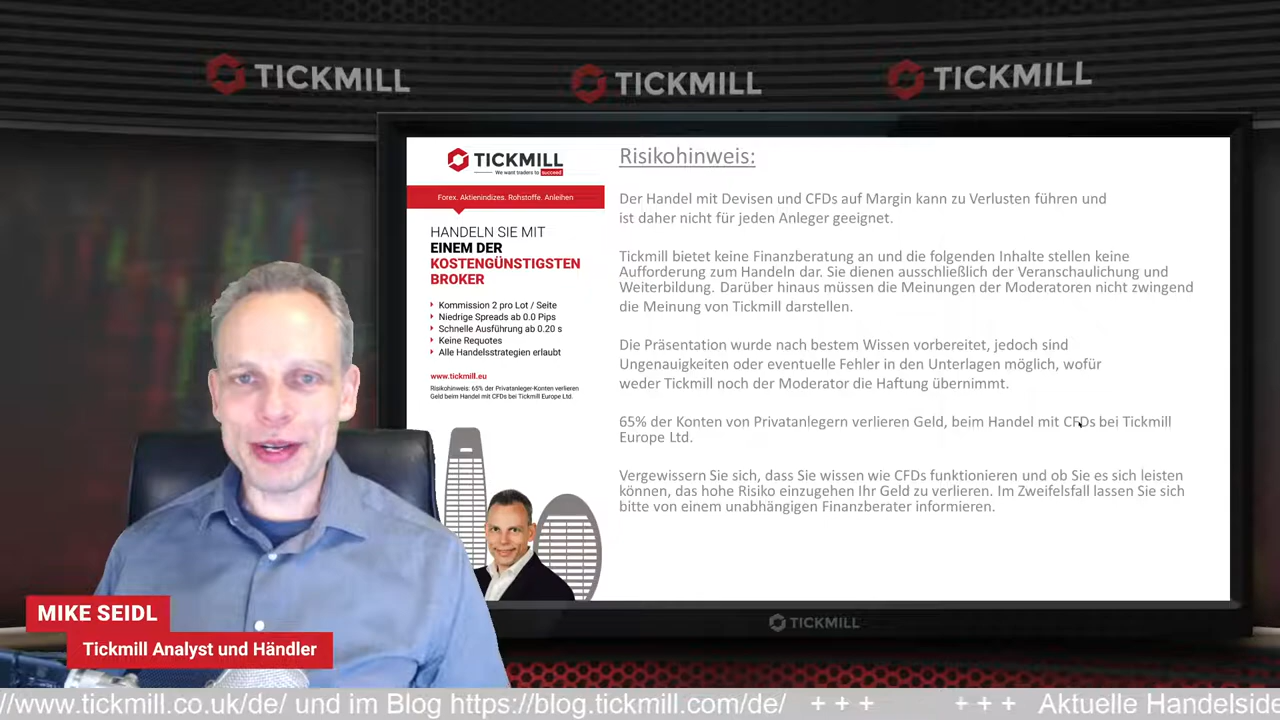 TICKMILL
TICKMILL
TICKMILL
TICKMILL
We want traders to succeed
Forex. Aktienindizes. Rohstoffe. Anleihen
HANDELN SIE MIT
EINEM DER
KOSTENGÜNSTIGSTEN
BROKER
Kommission 2 pro Lot / Seite
Niedrige Spreads ab 0.0 Pips
Schnelle Ausführung ab 0.20 s
Keine Requotes
Alle Handelsstrategien erlaubt
www.tickmill.eu
Risikohinweis: 65% der Privatanleger-Konten verlieren
Geld beim Handel mit CFDs bei Tickmill Europe Ltd.
Risikohinweis:
Der Handel mit Devisen und CFDs auf Margin kann zu Verlusten führen und
ist daher nicht für jeden Anleger geeignet.
Tickmill bietet keine Finanzberatung an und die folgenden Inhalte stellen keine
Aufforderung zum Handeln dar. Sie dienen ausschließlich der Veranschaulichung und
Weiterbildung. Darüber hinaus müssen die Meinungen der Moderatoren nicht zwingend
die Meinung von Tickmill darstellen.
Die Präsentation wurde nach bestem Wissen vorbereitet, jedoch sind
Ungenauigkeiten oder eventuelle Fehler in den Unterlagen möglich, wofür
weder Tickmill noch der Moderator die Haftung übernimmt.
65% der Konten von Privatanlegern verlieren Geld, beim Handel mit CFDs bei Tickmill
Europe Ltd.
Vergewissern Sie sich, dass Sie wissen wie CFDs funktionieren und ob Sie es sich leisten
können, das hohe Risiko einzugehen Ihr Geld zu verlieren. Im Zweifelsfall lassen Sie sich
bitte von einem unabhängigen Finanzberater informieren.
TICKMILL
MIKE SEIDL
Tickmill Analyst und Händler
//www.tickmill.co.uk/de/ und im Blog https://blog.tickmill.com/de/ +++ +++ Aktuelle Handelside